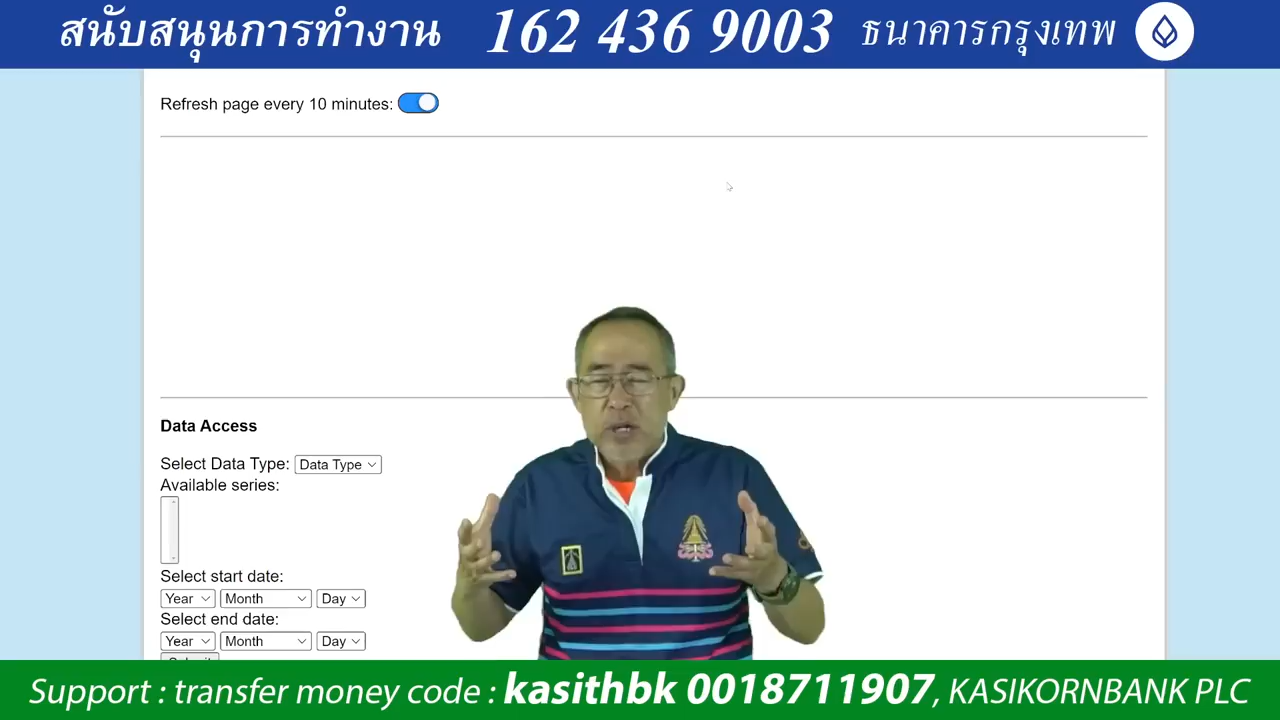 สนับสนุนการทำงาน 162 436 9003 ธนาคารกรุงเทพ
Refresh page every 10 minutes:
Data Access
Select Data Type: Data Type
Available series:
Select start date:
Year Month Day
Select end date:
Year Month Day
Submit
Support : transfer money code : kasithbk 0018711907, KASIKORNBANK PLC